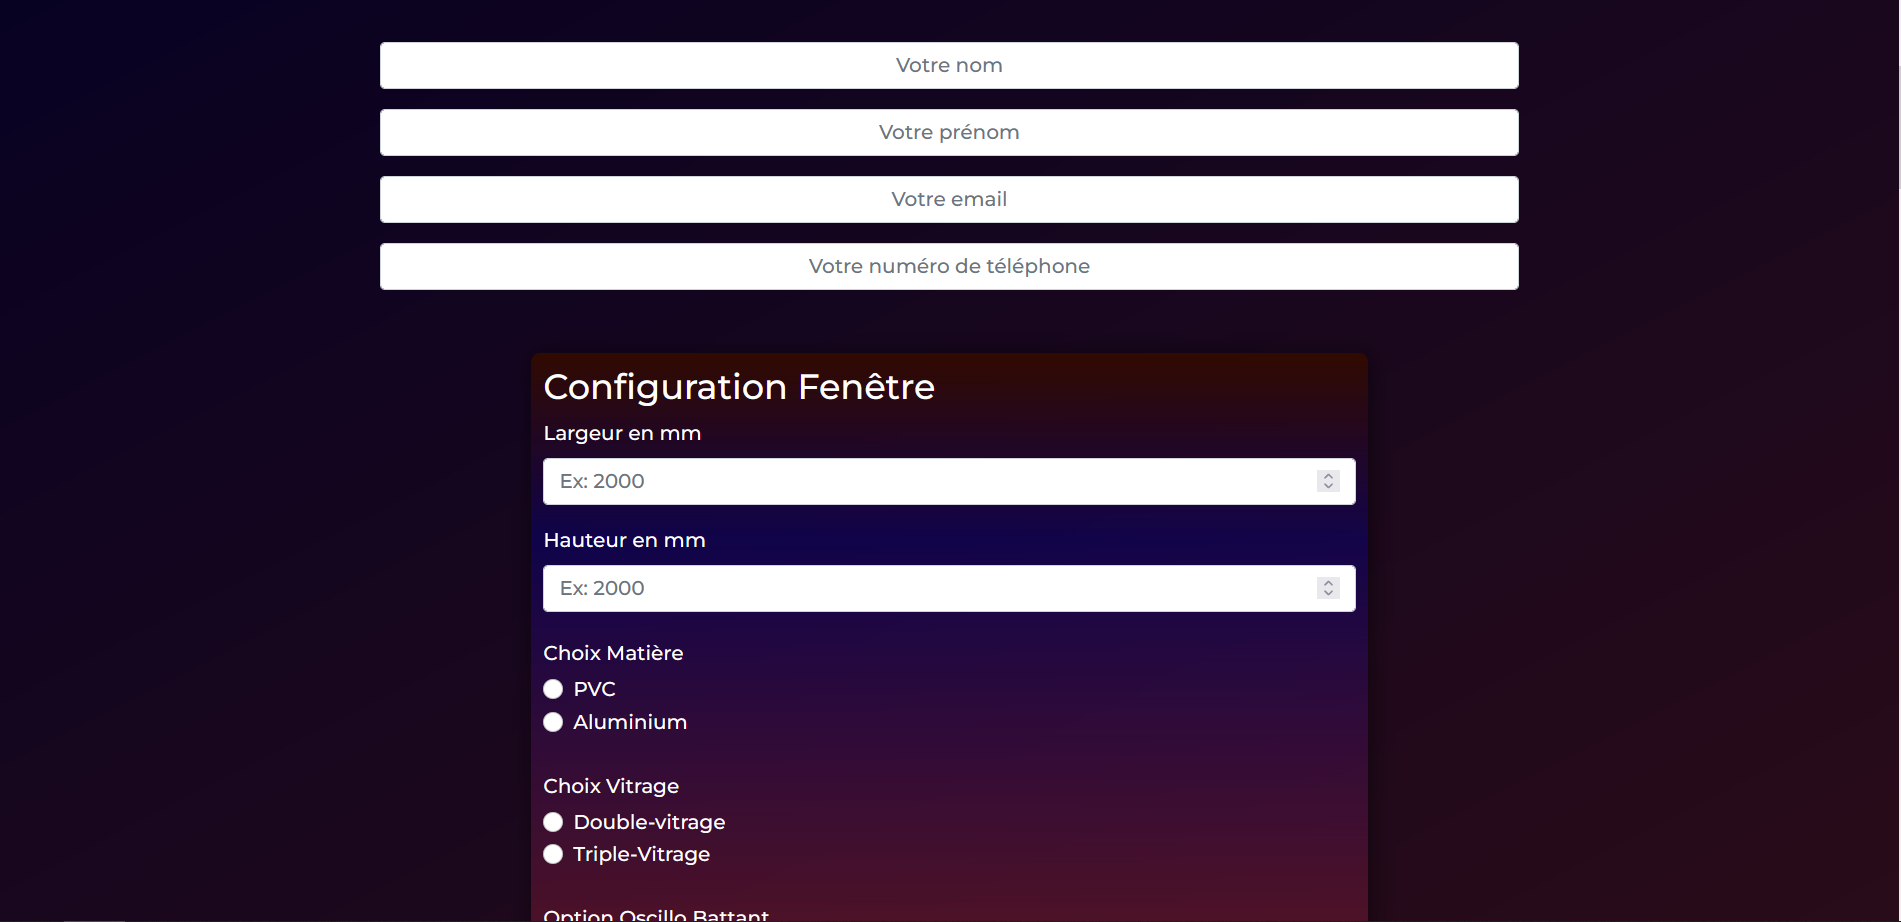 Votre nom
Votre prénom
Votre email
Votre numéro de téléphone
Configuration Fenêtre
Largeur en mm
Ex: 2000
Hauteur en mm
Ex: 2000
Choix Matière
PVC
Aluminium
Choix Vitrage
Double-vitrage
Triple-Vitrage
Option Oscillo Battant